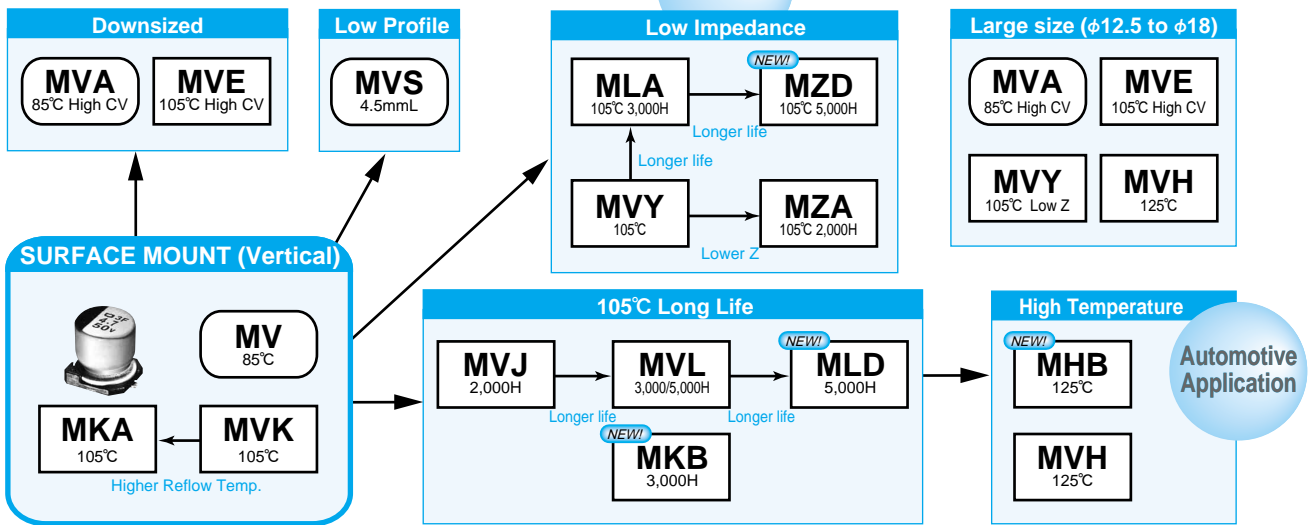 Downsized
MVA
85℃ High CV
MVE
105℃ High CV
Low Profile
MVS
4.5mmL
Low Impedance
MLA
105℃ 3,000H
NEW!
MZD
105℃ 5,000H
Longer life
Longer life
MVY
105℃
MZA
105℃ 2,000H
Lower Z
Large size (φ12.5 to φ18)
MVA
85℃ High CV
MVE
105℃ High CV
MVY
105℃ Low Z
MVH
125℃
SURFACE MOUNT (Vertical)
3F
4.7
50V
MV
85℃
MKA
105℃
MVK
105℃
Higher Reflow Temp.
105℃ Long Life
MVJ
2,000H
MVL
3,000/5,000H
NEW!
MLD
5,000H
Longer life
Longer life
NEW!
MKB
3,000H
High Temperature
NEW!
MHB
125℃
MVH
125℃
Automotive
Application